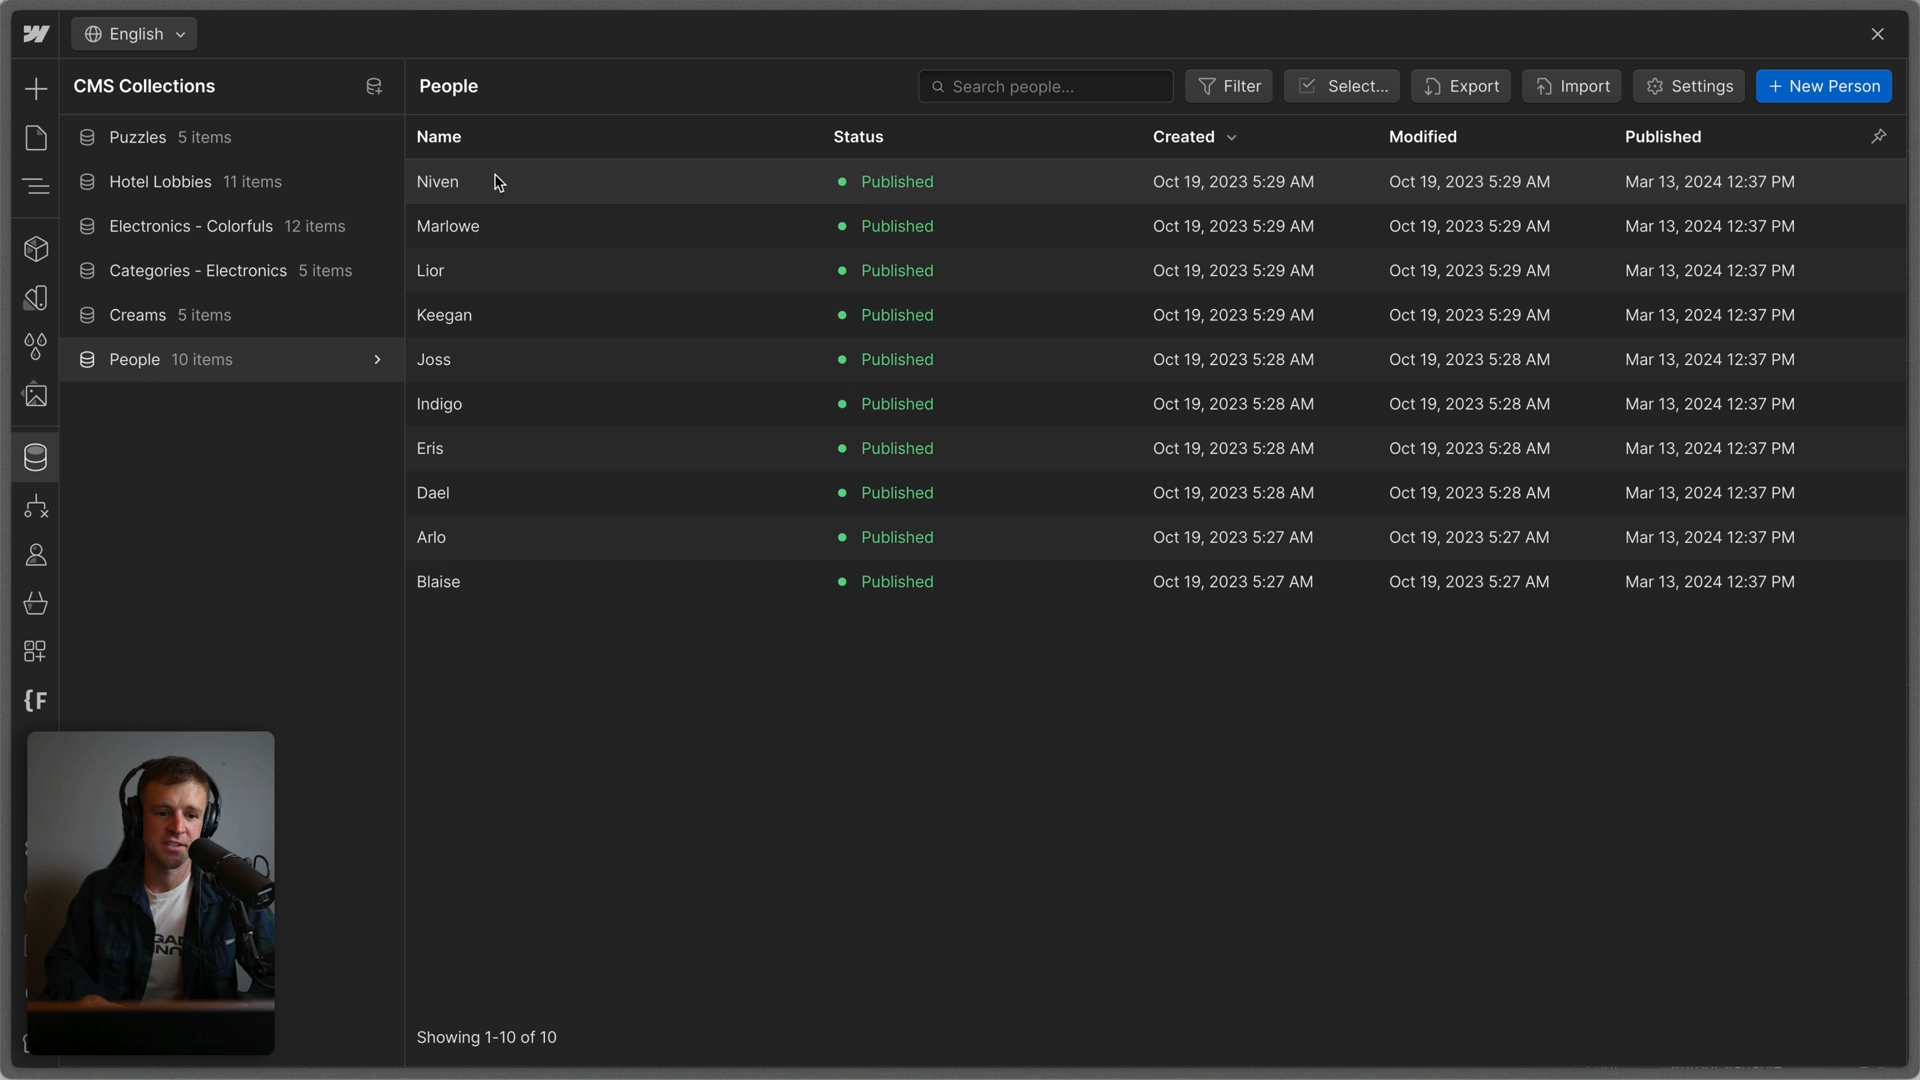 English
CMS Collections
People
Search people...
Filter
Select...
Export
Import
Settings
+ New Person
Puzzles 5 items
Hotel Lobbies 11 items
Electronics - Colorfuls 12 items
Categories - Electronics 5 items
Creams 5 items
People 10 items
Name Status Created Modified Published
Niven Published Oct 19, 2023 5:29 AM Oct 19, 2023 5:29 AM Mar 13, 2024 12:37 PM
Marlowe Published Oct 19, 2023 5:29 AM Oct 19, 2023 5:29 AM Mar 13, 2024 12:37 PM
Lior Published Oct 19, 2023 5:29 AM Oct 19, 2023 5:29 AM Mar 13, 2024 12:37 PM
Keegan Published Oct 19, 2023 5:29 AM Oct 19, 2023 5:29 AM Mar 13, 2024 12:37 PM
Joss Published Oct 19, 2023 5:28 AM Oct 19, 2023 5:28 AM Mar 13, 2024 12:37 PM
Indigo Published Oct 19, 2023 5:28 AM Oct 19, 2023 5:28 AM Mar 13, 2024 12:37 PM
Eris Published Oct 19, 2023 5:28 AM Oct 19, 2023 5:28 AM Mar 13, 2024 12:37 PM
Dael Published Oct 19, 2023 5:28 AM Oct 19, 2023 5:28 AM Mar 13, 2024 12:37 PM
Arlo Published Oct 19, 2023 5:27 AM Oct 19, 2023 5:27 AM Mar 13, 2024 12:37 PM
Blaise Published Oct 19, 2023 5:27 AM Oct 19, 2023 5:27 AM Mar 13, 2024 12:37 PM
{F
Showing 1-10 of 10